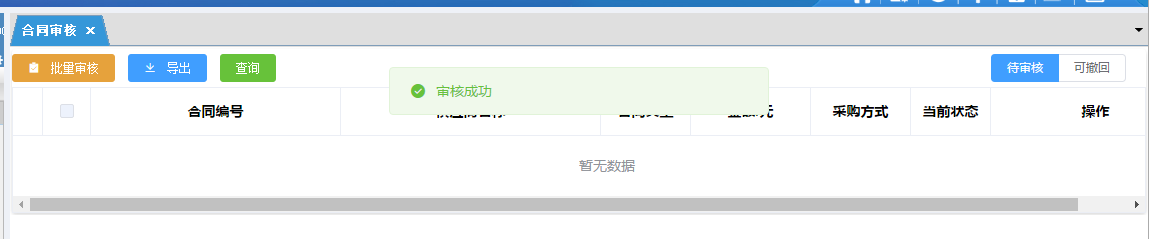 合同审核
批量审核 导出 查询 待审核 可撤回
审核成功
合同编号 采购方式 当前状态 操作
暂无数据